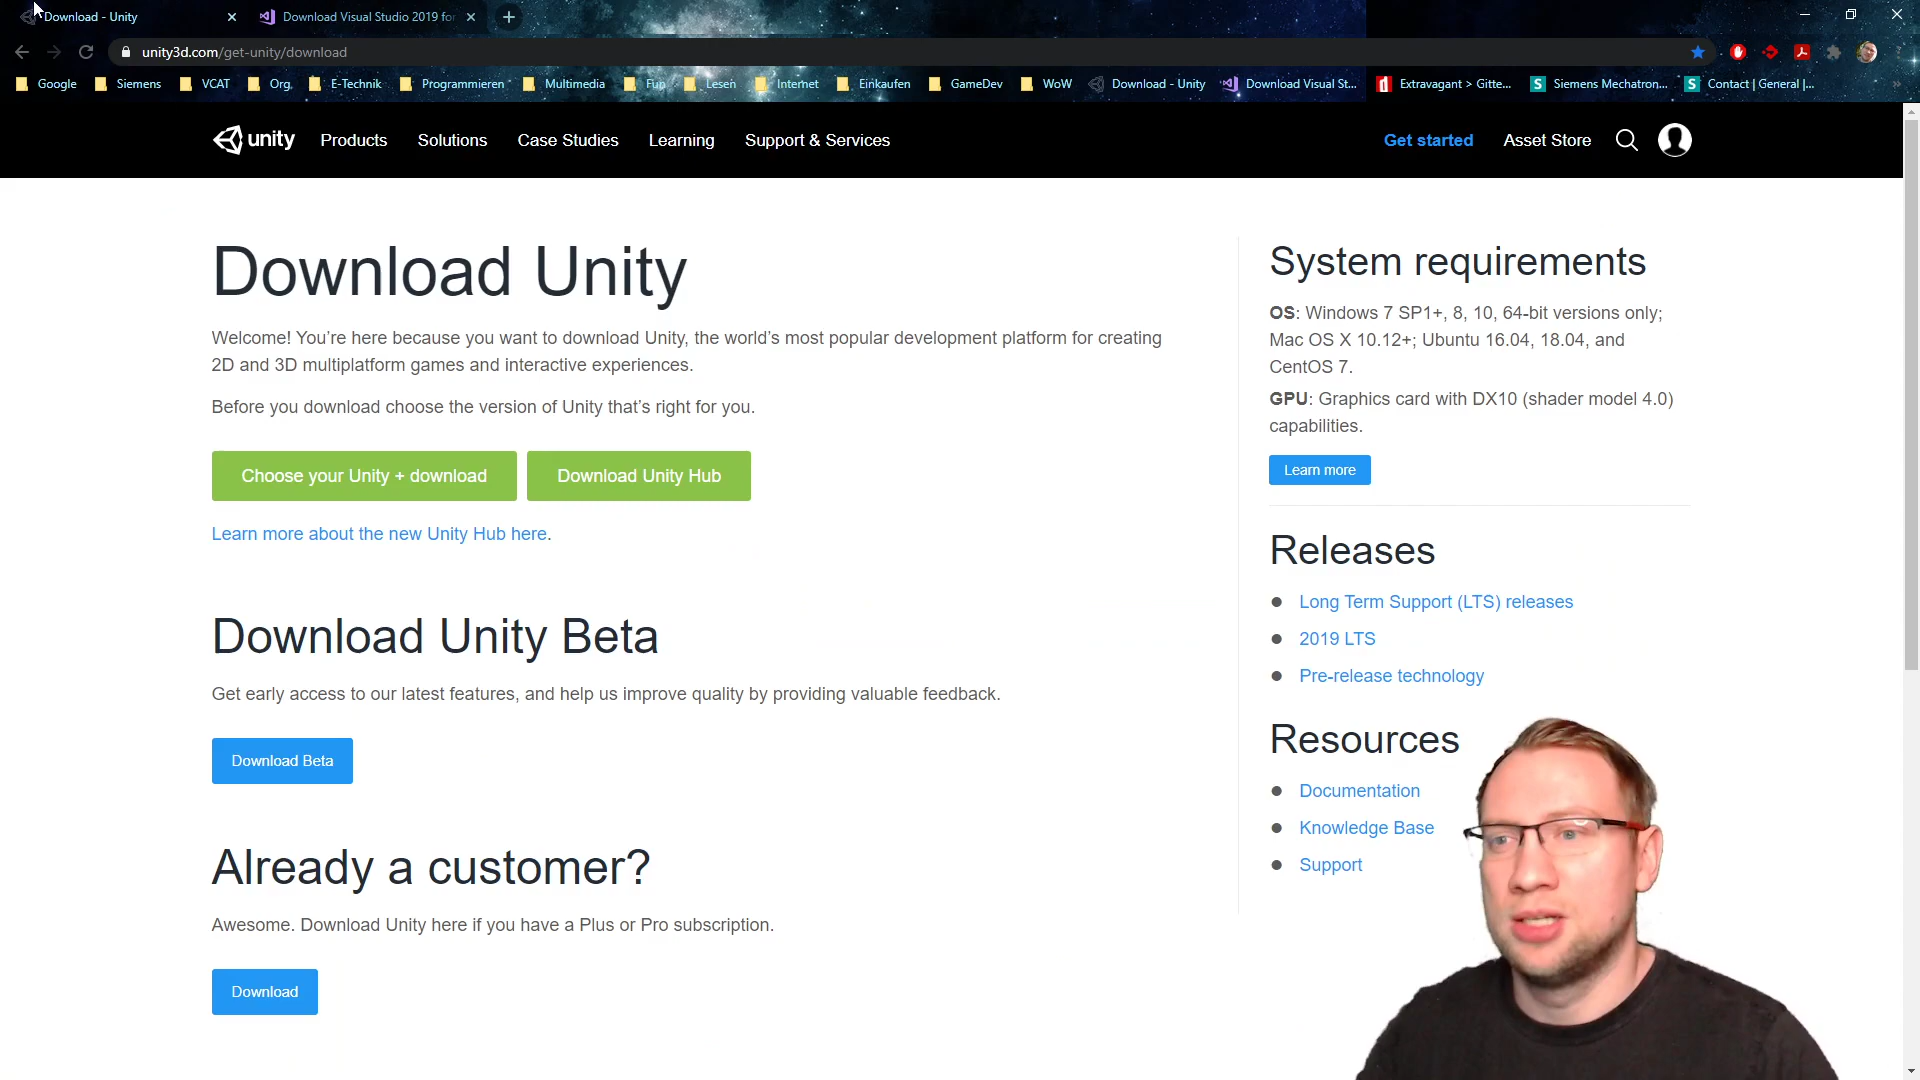 Download - Unity
Download Visual Studio 2019 for
unity3d.com/get-unity/download
Google
Siemens
VCAT
Org.
E-Technik
Programmieren
Multimedia
Fun
Lesen
Internet
Einkaufen
GameDev
WoW
Download - Unity
Download Visual St...
Extravagant > Gitte...
Siemens Mechatron...
Contact | General |...
unity
Products
Solutions
Case Studies
Learning
Support & Services
Get started
Asset Store
Download Unity
Welcome! You’re here because you want to download Unity, the world’s most popular development platform for creating
2D and 3D multiplatform games and interactive experiences.
Before you download choose the version of Unity that’s right for you.
Choose your Unity + download
Download Unity Hub
Learn more about the new Unity Hub here.
Download Unity Beta
Get early access to our latest features, and help us improve quality by providing valuable feedback.
Download Beta
Already a customer?
Awesome. Download Unity here if you have a Plus or Pro subscription.
Download
System requirements
OS: Windows 7 SP1+, 8, 10, 64-bit versions only;
Mac OS X 10.12+; Ubuntu 16.04, 18.04, and
CentOS 7.
GPU: Graphics card with DX10 (shader model 4.0)
capabilities.
Learn more
Releases
Long Term Support (LTS) releases
2019 LTS
Pre-release technology
Resources
Documentation
Knowledge Base
Support